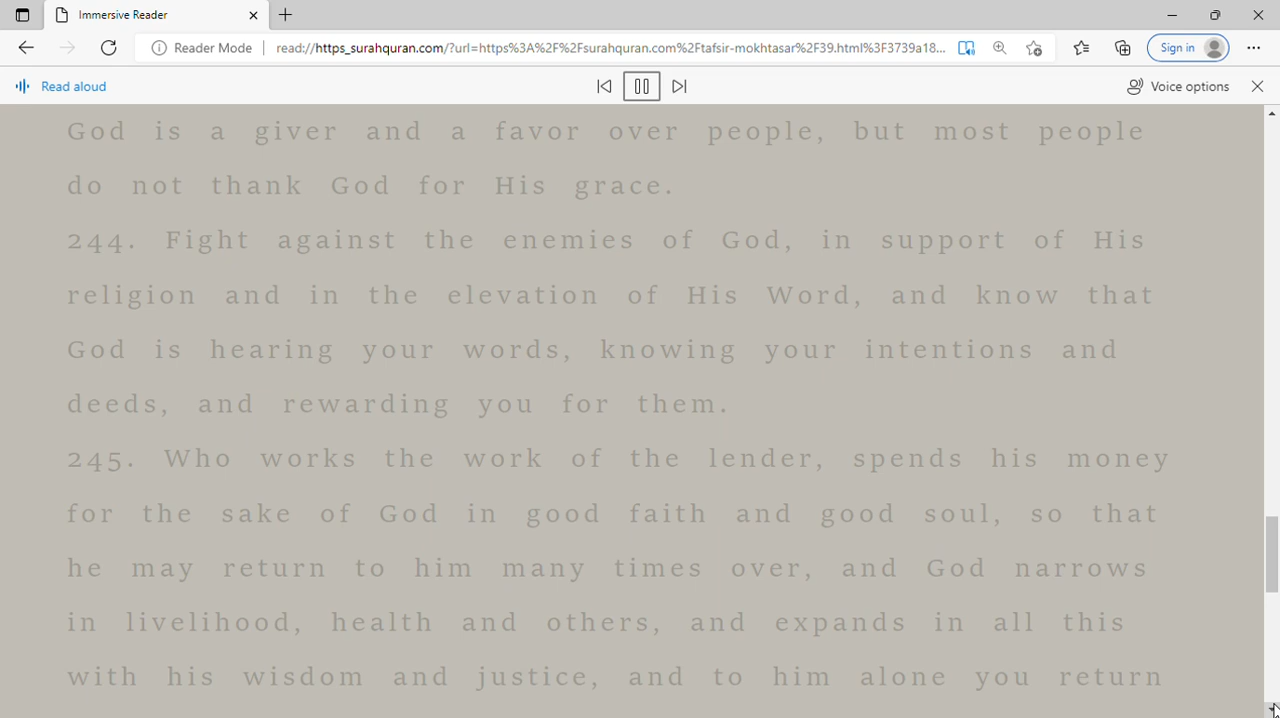 Immersive Reader
Reader Mode
read://https_surahquran.com/?url=https%3A%2F%2Fsurahquran.com%2Ftafsir-mokhtasar%2F39.html%3F3739a18...
Sign in
Read aloud
Voice options
God is a giver and a favor over people, but most people
do not thank God for His grace.
244. Fight against the enemies of God, in support of His
religion and in the elevation of His Word, and know that
God is hearing your words, knowing your intentions and
deeds, and rewarding you for them.
245. Who works the work of the lender, spends his money
for the sake of God in good faith and good soul, so that
he may return to him many times over, and God narrows
in livelihood, health and others, and expands in all this
with his wisdom and justice, and to him alone you return